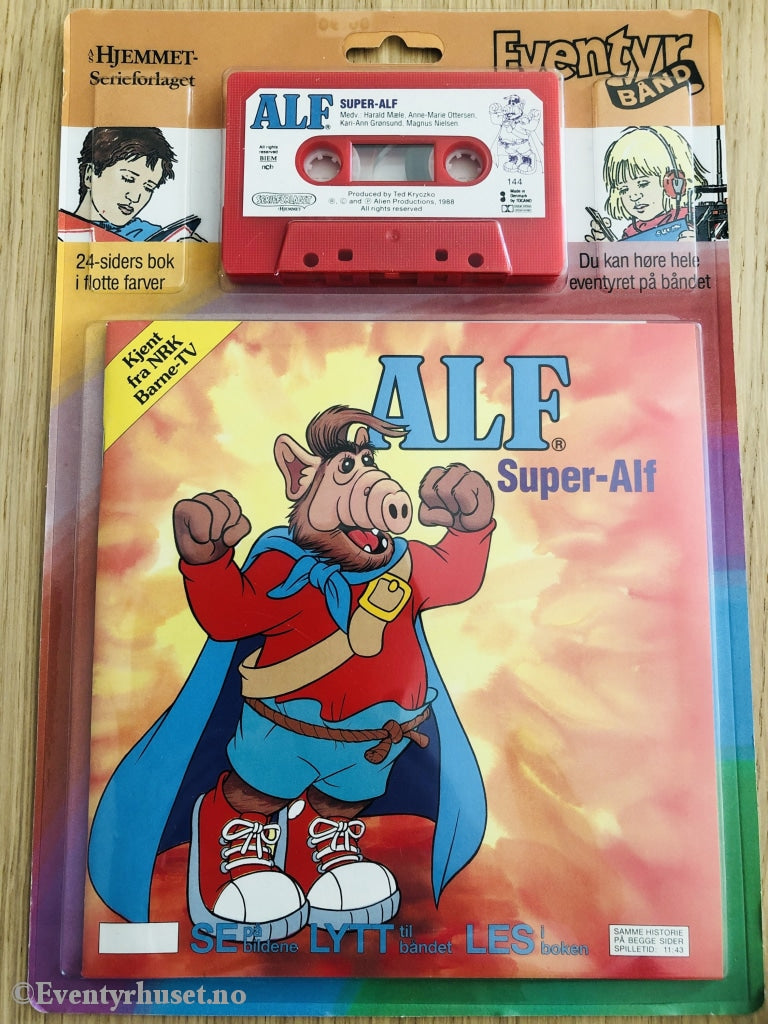 A/S HJEMMET-
Serieforlaget
Eventyr
BÅND
ALF®
SUPER-ALF
Medv.: Harald Mæle, Anne-Marie Ottersen,
Kari-Ann Grønsund, Magnus Nielsen.
All rights
reserved
BIEM
ncb
144
SERIEFORLAGET
HJEMMET
Made in
Denmark
by TOCANO
Produced by Ted Kryczko
®, © and ℗ Alien Productions, 1988
All rights reserved
24-siders bok
i flotte farver
Du kan høre hele
eventyret på båndet
Kjent
fra NRK
Barne-TV
ALF®
Super-Alf
SE på bildene LYTT til båndet LES i boken
SAMME HISTORIE
PÅ BEGGE SIDER
SPILLETID: 11:43
©Eventyrhuset.no